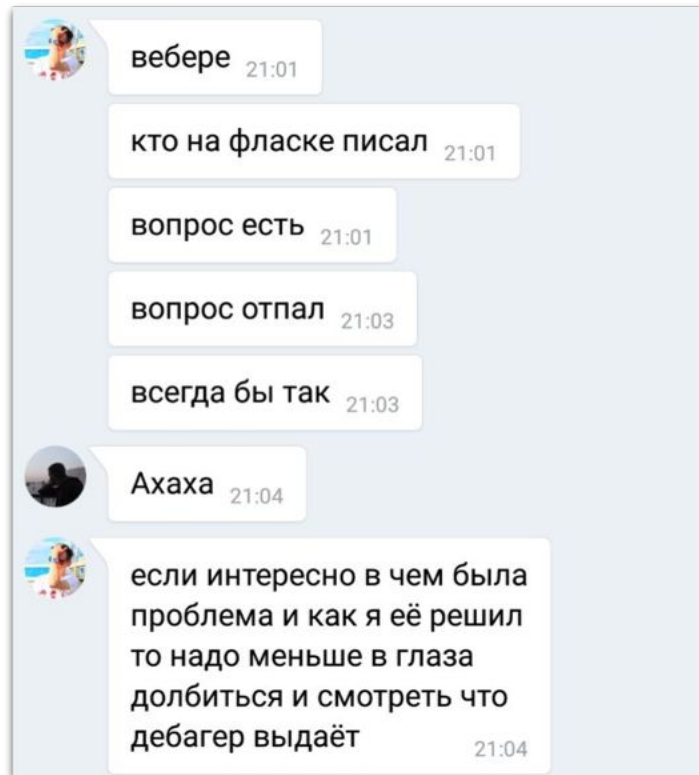 вебере 21:01
кто на фласке писал 21:01
вопрос есть 21:01
вопрос отпал 21:03
всегда бы так 21:03
Ахаха 21:04
если интересно в чем была
проблема и как я её решил
то надо меньше в глаза
долбиться и смотреть что
дебагер выдаёт 21:04